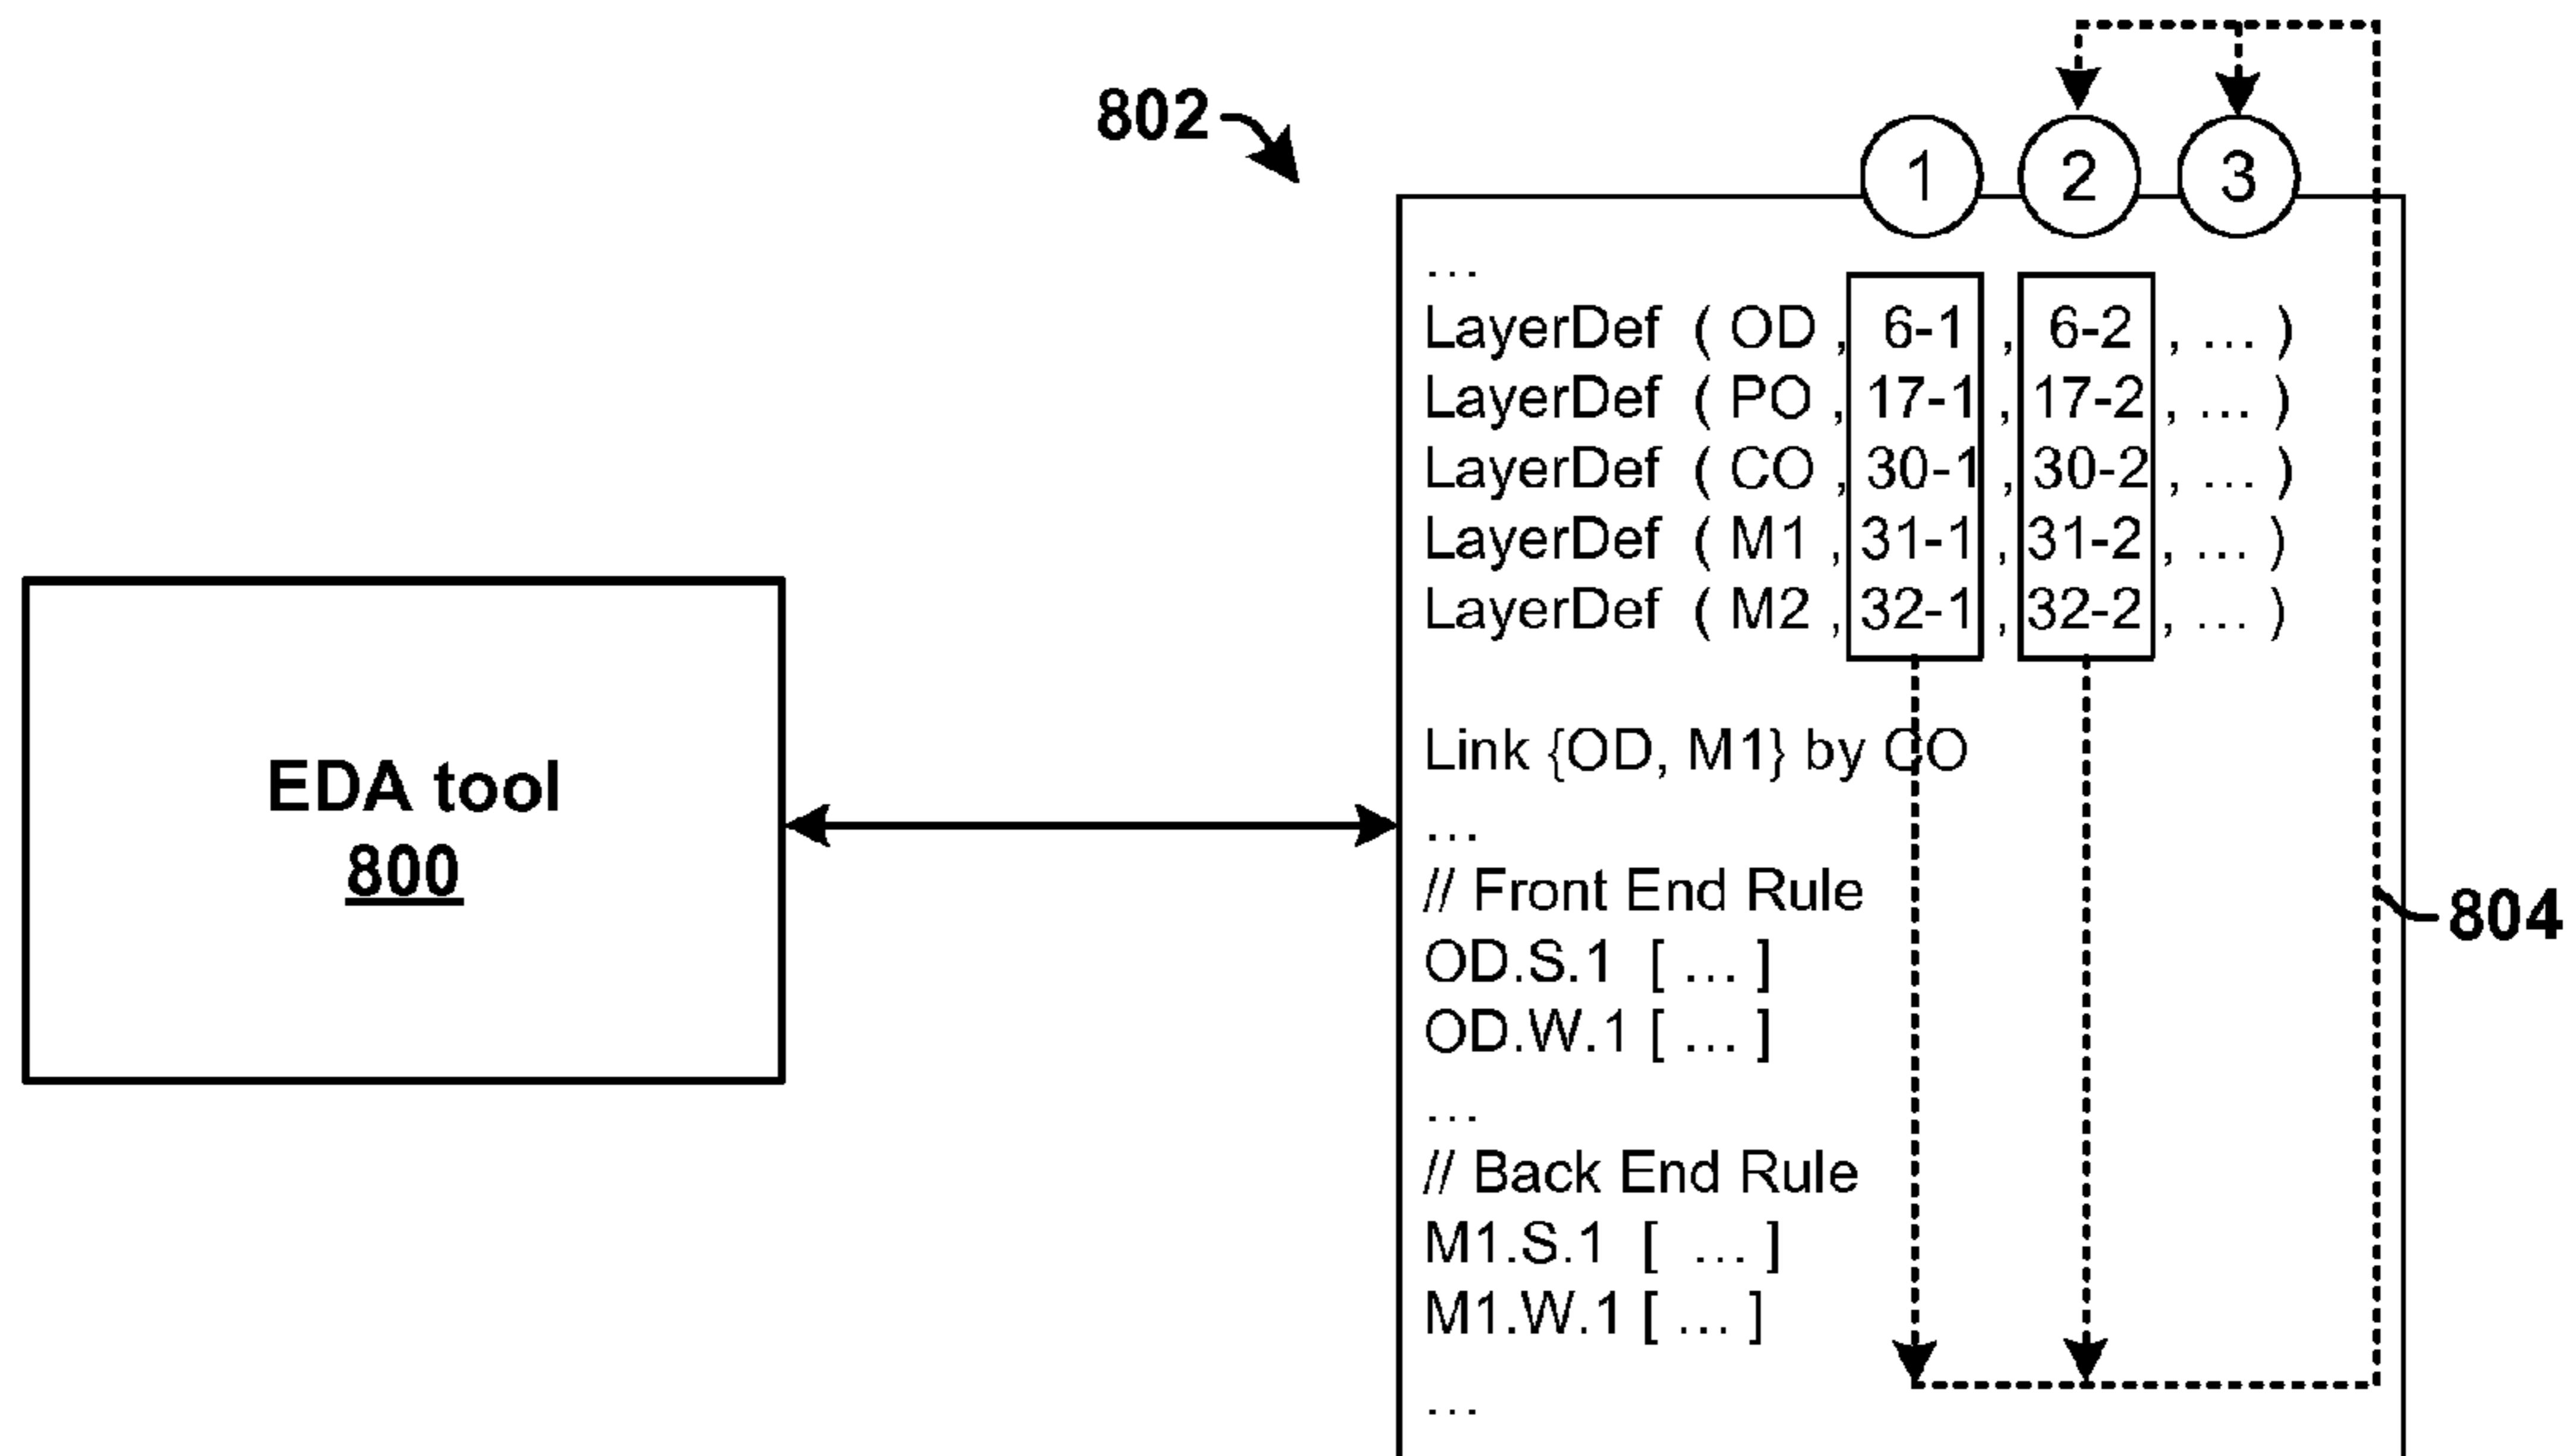 802
1 2 3
...
LayerDef ( OD , 6-1 , 6-2 , ... )
LayerDef ( PO , 17-1 , 17-2 , ... )
LayerDef ( CO , 30-1 , 30-2 , ... )
LayerDef ( M1 , 31-1 , 31-2 , ... )
LayerDef ( M2 , 32-1 , 32-2 , ... )
Link {OD, M1} by CO
...
// Front End Rule
OD.S.1 [ ... ]
OD.W.1 [ ... ]
...
// Back End Rule
M1.S.1 [ ... ]
M1.W.1 [ ... ]
...
EDA tool
800
804